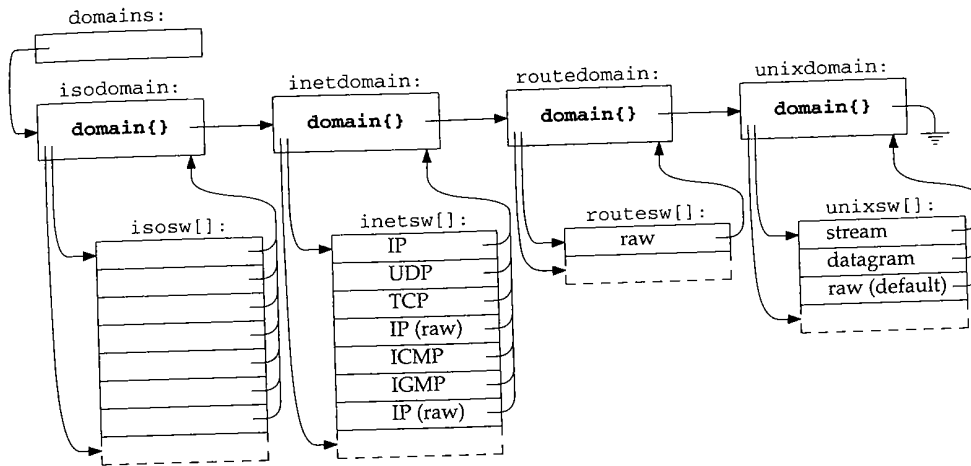 domains:
isodomain:
domain{}
inetdomain:
domain{}
routedomain:
domain{}
unixdomain:
domain{}
isosw[]:
inetsw[]:
IP
UDP
TCP
IP (raw)
ICMP
IGMP
IP (raw)
routesw[]:
raw
unixsw[]:
stream
datagram
raw (default)